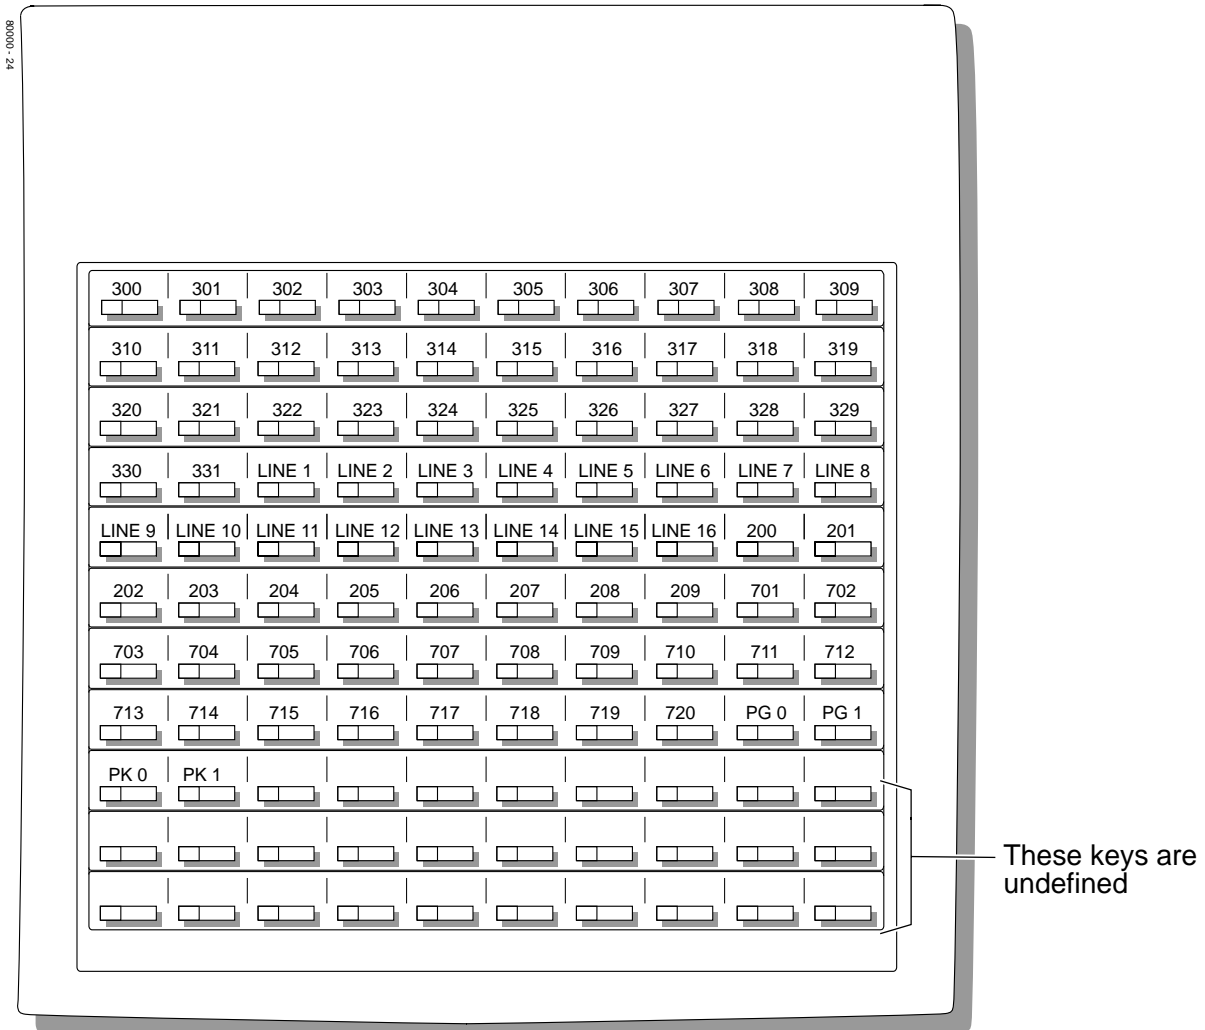 80000 - 24
300 301 302 303 304 305 306 307 308 309
310 311 312 313 314 315 316 317 318 319
320 321 322 323 324 325 326 327 328 329
330 331 LINE 1 LINE 2 LINE 3 LINE 4 LINE 5 LINE 6 LINE 7 LINE 8
LINE 9 LINE 10 LINE 11 LINE 12 LINE 13 LINE 14 LINE 15 LINE 16 200 201
202 203 204 205 206 207 208 209 701 702
703 704 705 706 707 708 709 710 711 712
713 714 715 716 717 718 719 720 PG 0 PG 1
PK 0 PK 1
These keys are
undefined